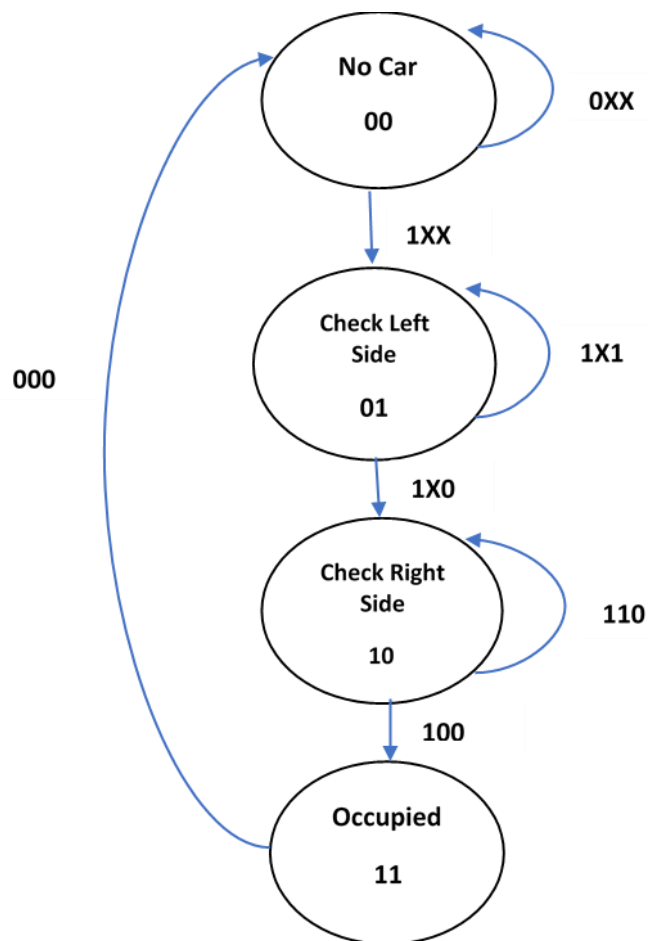 No Car
00
0XX
1XX
Check Left
Side
01
1X1
000
1X0
Check Right
Side
10
110
100
Occupied
11